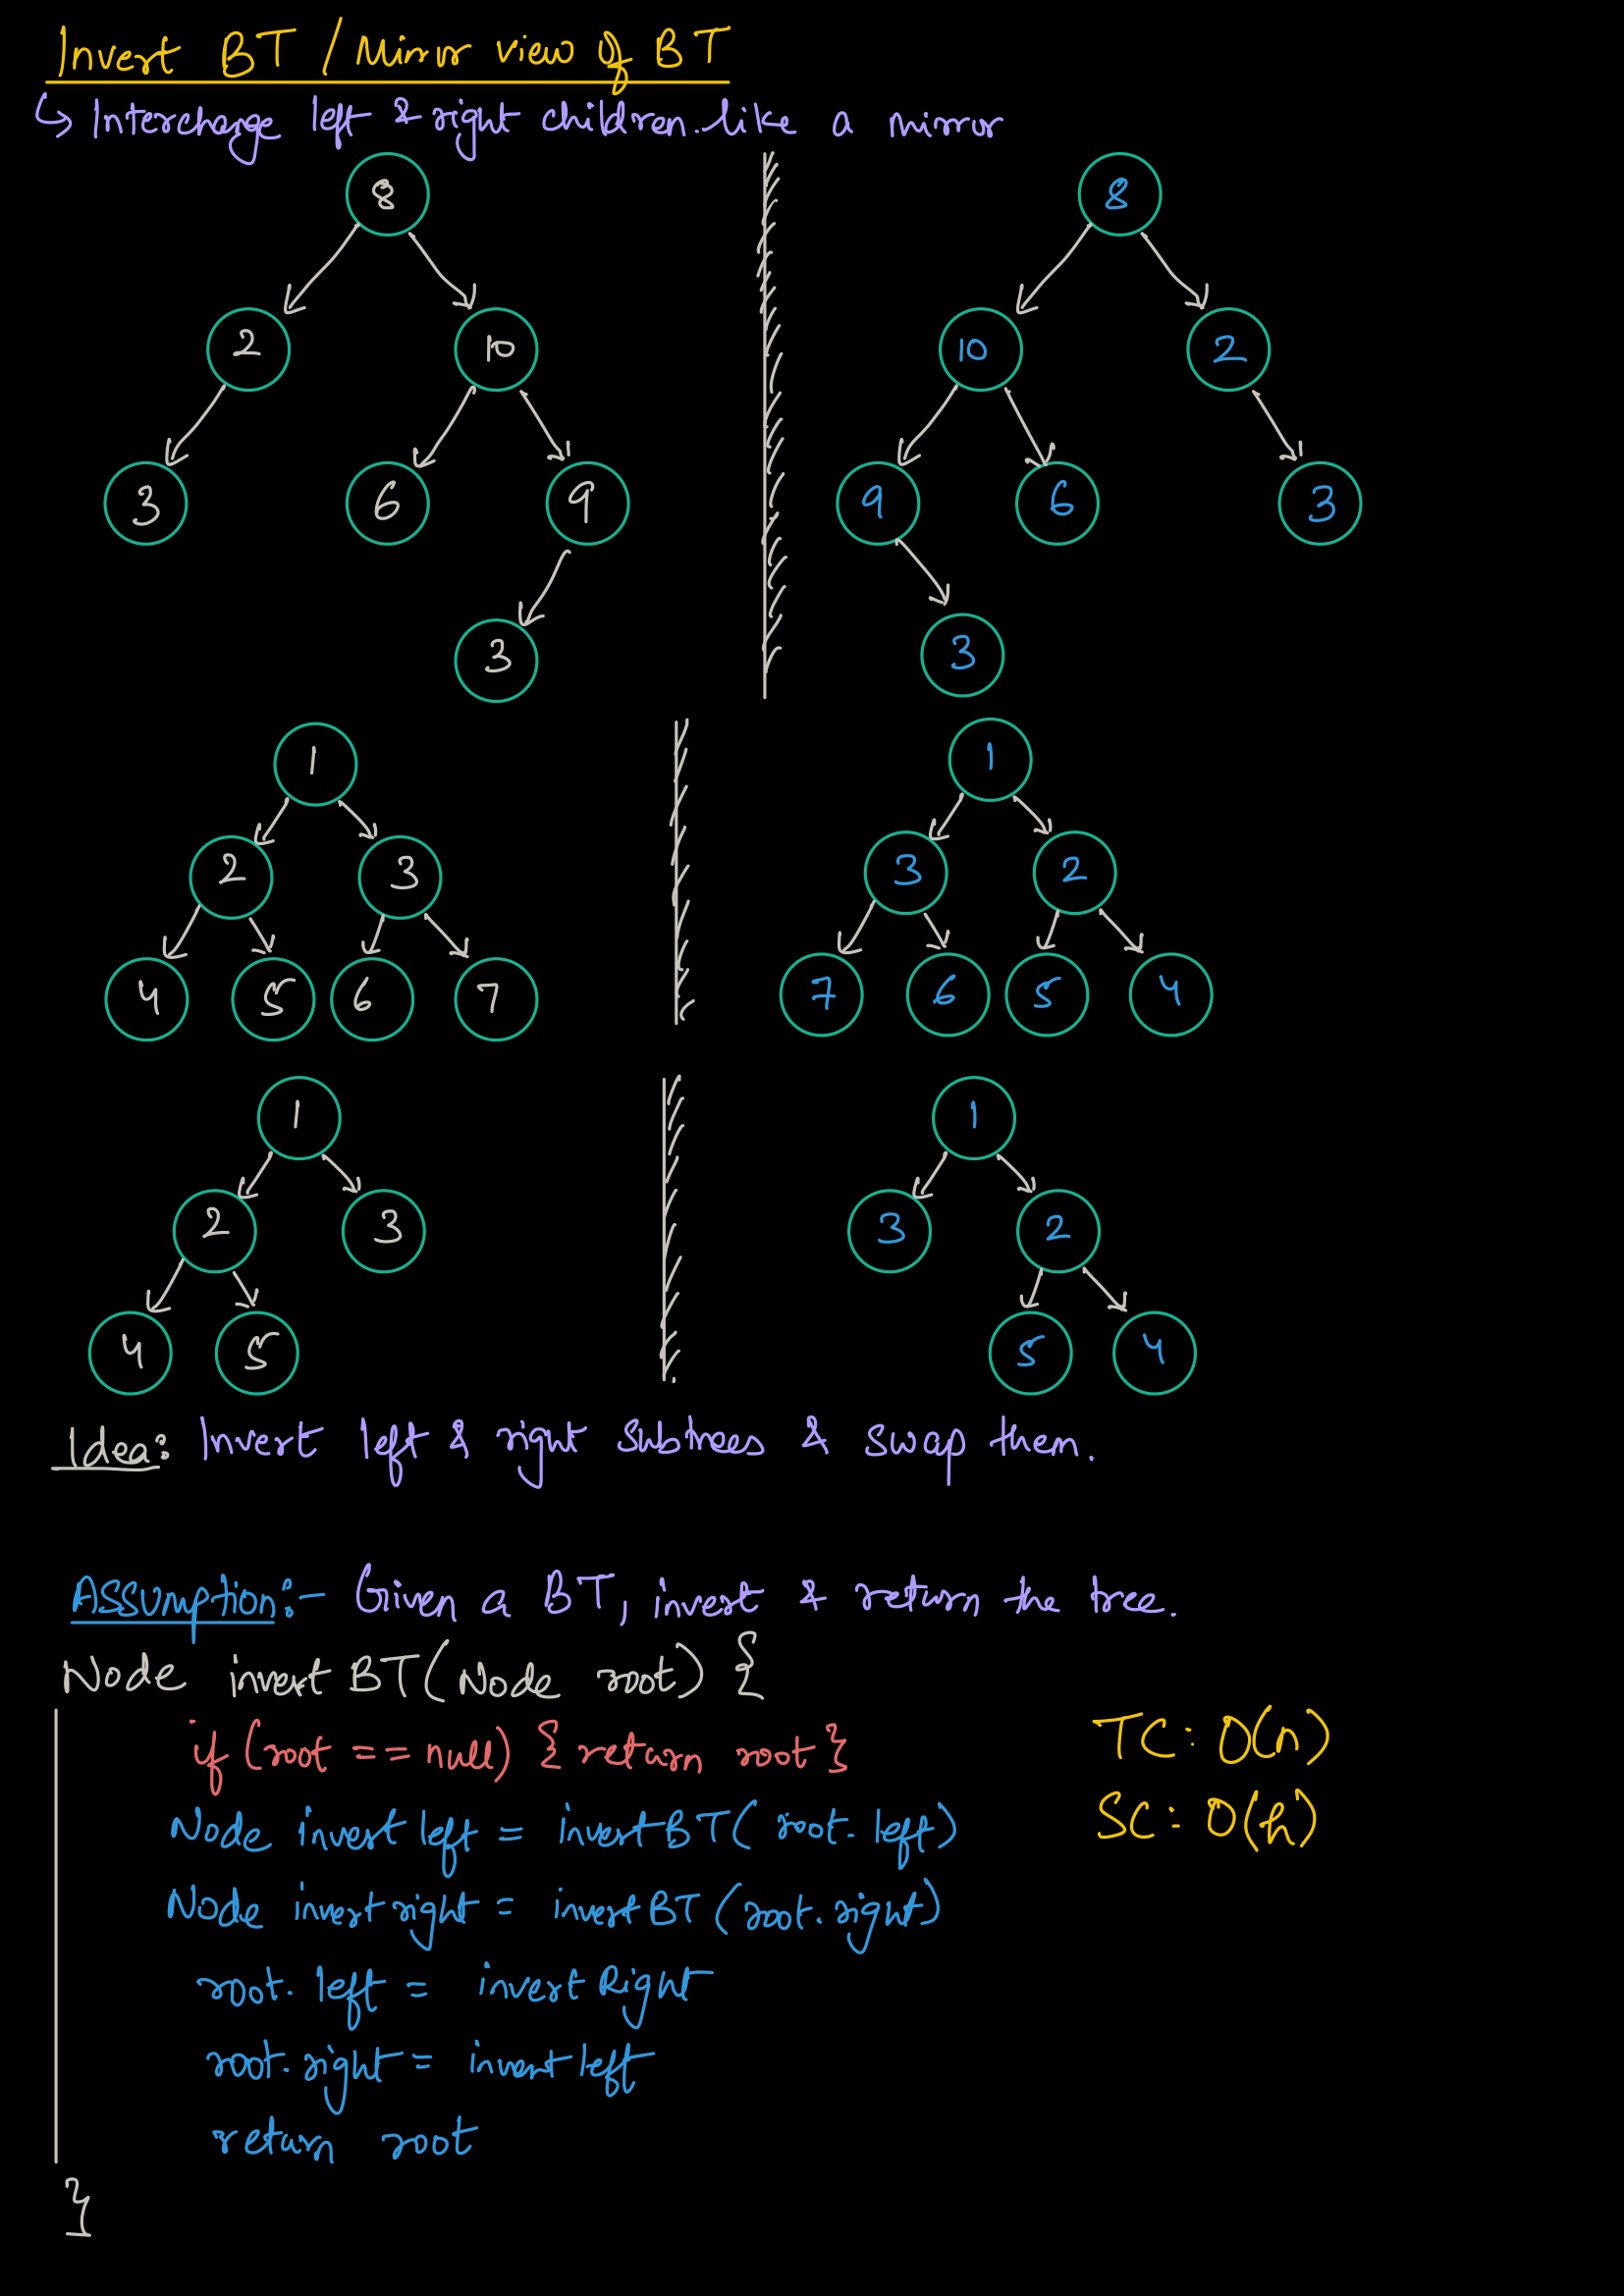 Invert BT / Mirror view of BT
↳ Interchange left & right children. like a mirror
8 8
2 10 10 2
3 6 9 9 6 3
3 3
1 1
2 3 3 2
4 5 6 7 7 6 5 4
1 1
2 3 3 2
4 5 5 4
Idea: Invert left & right subtrees & swap them.
Assumption:- Given a BT, invert & return the tree.
Node invertBT(Node root) {
if (root == null) { return root }
TC: O(n)
Node invertleft = invertBT( root. left)
SC: O(h)
Node invertright = invertBT (root. right)
root. left = invertRight
root. right = invertleft
return root
}